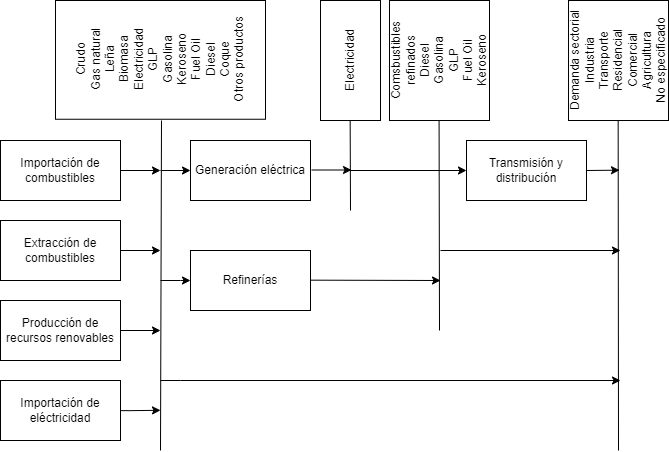 Crudo
Gas natural
Leña
Biomasa
Electricidad
GLP
Gasolina
Keroseno
Fuel Oil
Diesel
Coque
Otros productos
Electricidad
Comsbustibles
refinados
Diesel
Gasolina
GLP
Fuel Oil
Keroseno
Demanda sectorial
Industria
Transporte
Residencial
Comercial
Agricultura
No especificado
Importación de
combustibles
Generación eléctrica
Transmisión y
distribución
Extracción de
combustibles
Refinerías
Producción de
recursos renovables
Importación de
eléctricidad